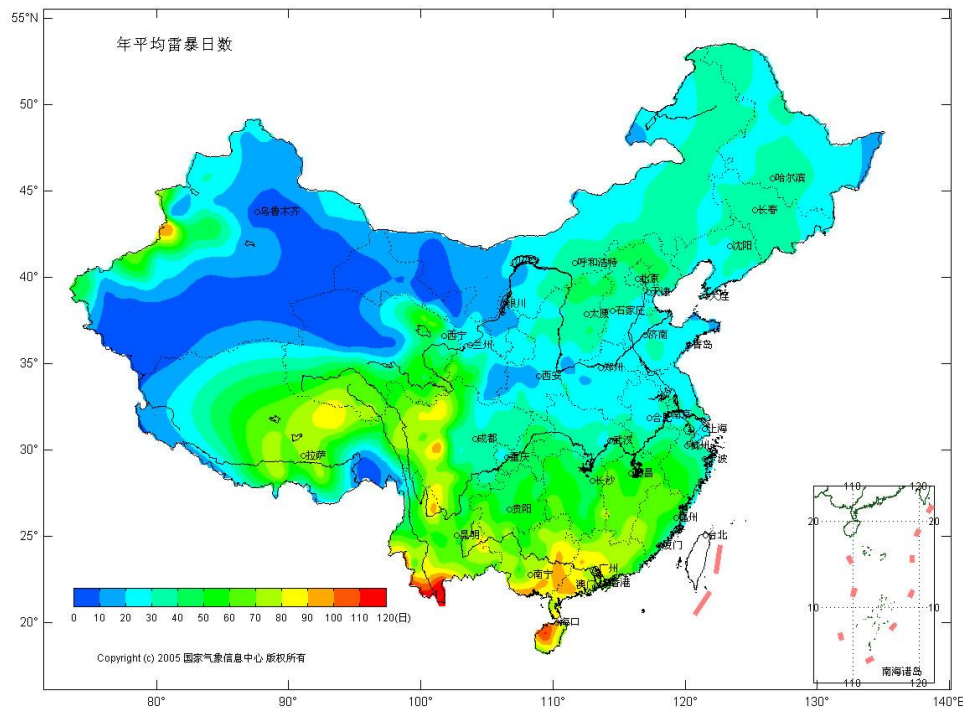 55°N
年平均雷暴日数
50°
45°
40°
35°
30°
25°
20°
哈尔滨
长春
乌鲁木齐
沈阳
呼和浩特
北京
天津
大连
银川
太原
石家庄
西宁
兰州
济南
青岛
西安
郑州
合肥
南京
上海
成都
武汉
杭州
拉萨
重庆
宁波
南昌
长沙
贵阳
福州
昆明
台北
厦门
南宁
广州
澳门
香港
海口
0 10 20 30 40 50 60 70 80 90 100 110 120(日)
Copyright (c) 2005 国家气象信息中心 版权所有
110 120
20 20
10 10
南海诸岛
110 120
80° 90° 100° 110° 120° 130° 140°E